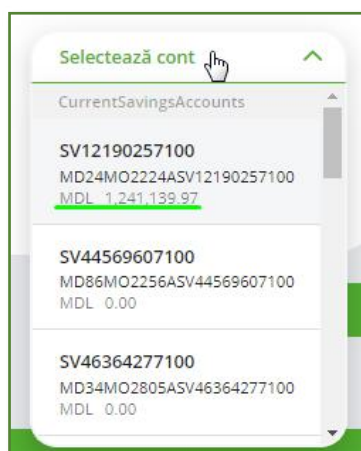 Selectează cont
CurrentSavingsAccounts
SV12190257100
MD24MO2224ASV12190257100
MDL 1,241,139.97
SV44569607100
MD86MO2256ASV44569607100
MDL 0.00
SV46364277100
MD34MO2805ASV46364277100
MDL 0.00